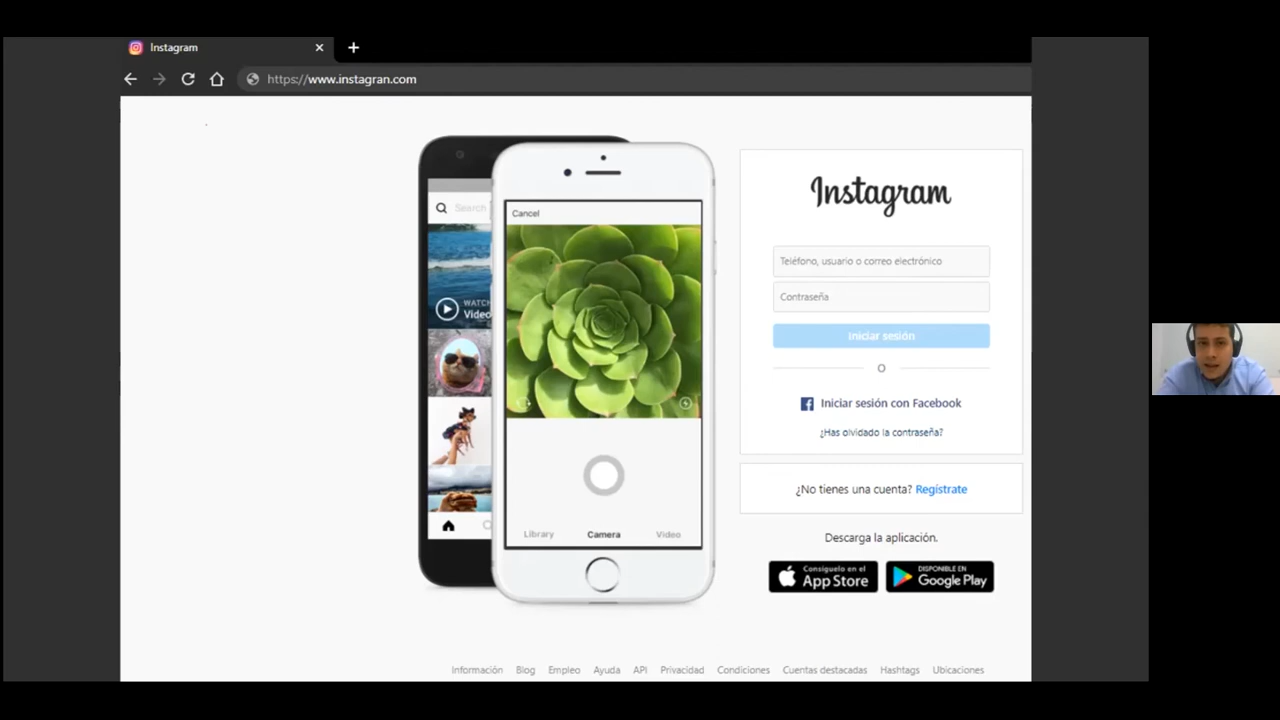 Instagram
https://www.instagran.com
Search
WATCH
Video
Cancel
Library Camera Video
Instagram
Teléfono, usuario o correo electrónico
Contraseña
Iniciar sesión
O
Iniciar sesión con Facebook
¿Has olvidado la contraseña?
¿No tienes una cuenta? Regístrate
Descarga la aplicación.
Consíguelo en el
App Store
DISPONIBLE EN
Google Play
Información Blog Empleo Ayuda API Privacidad Condiciones Cuentas destacadas Hashtags Ubicaciones